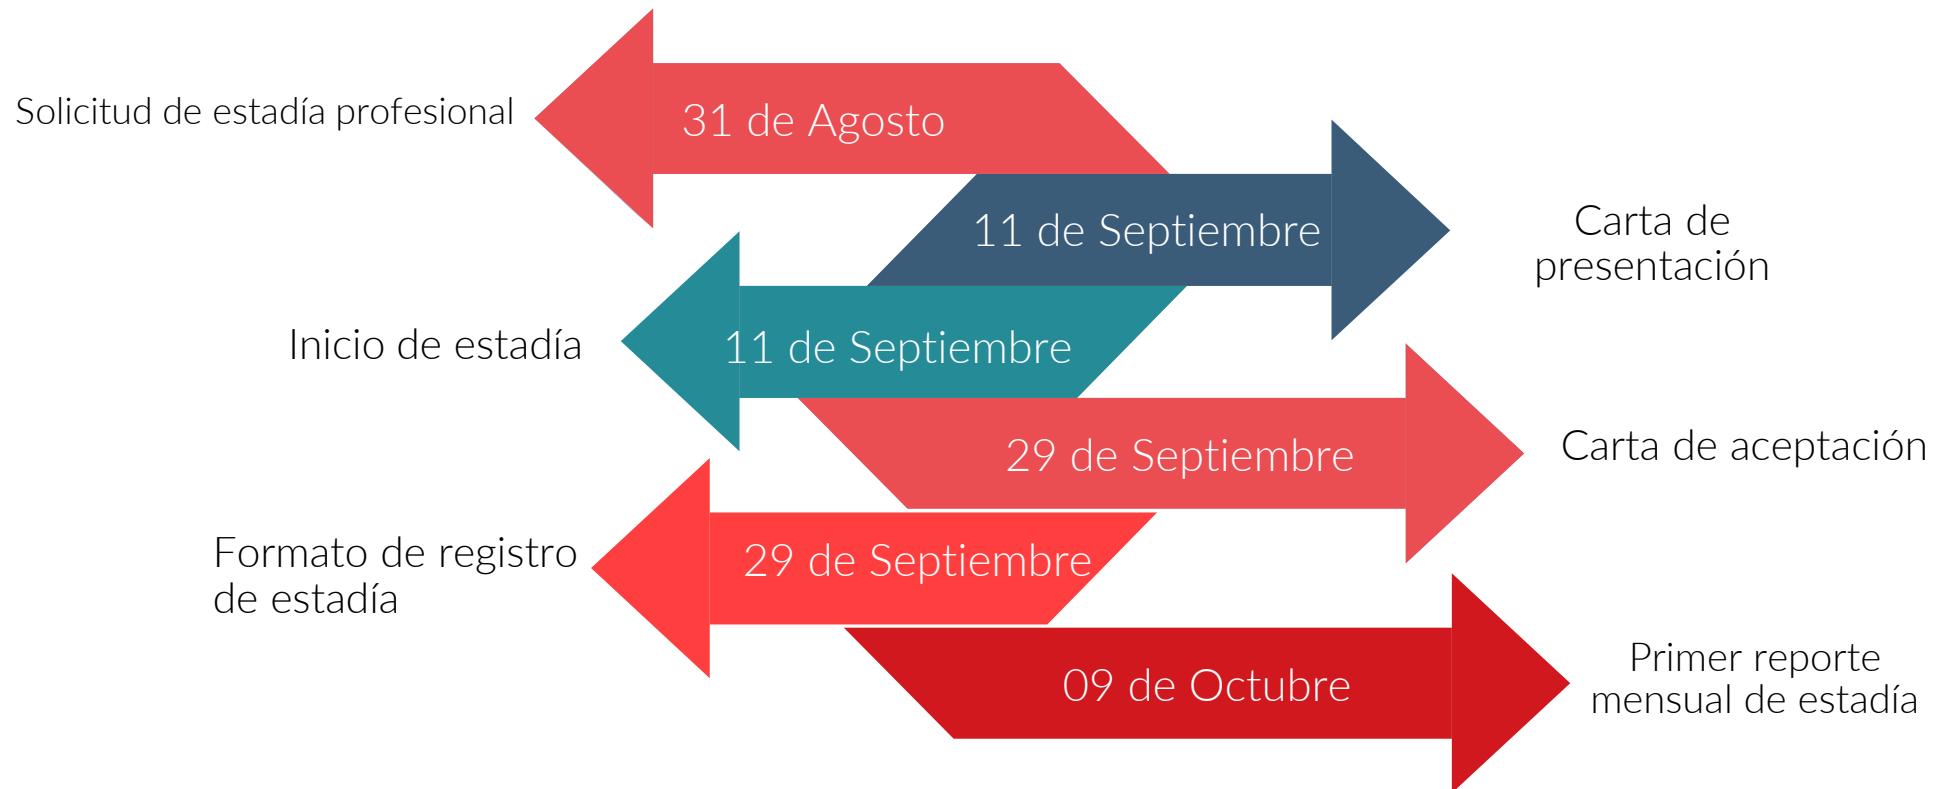 Solicitud de estadía profesional
31 de Agosto
11 de Septiembre
Carta de
presentación
Inicio de estadía
11 de Septiembre
29 de Septiembre
Carta de aceptación
Formato de registro
de estadía
29 de Septiembre
09 de Octubre
Primer reporte
mensual de estadía